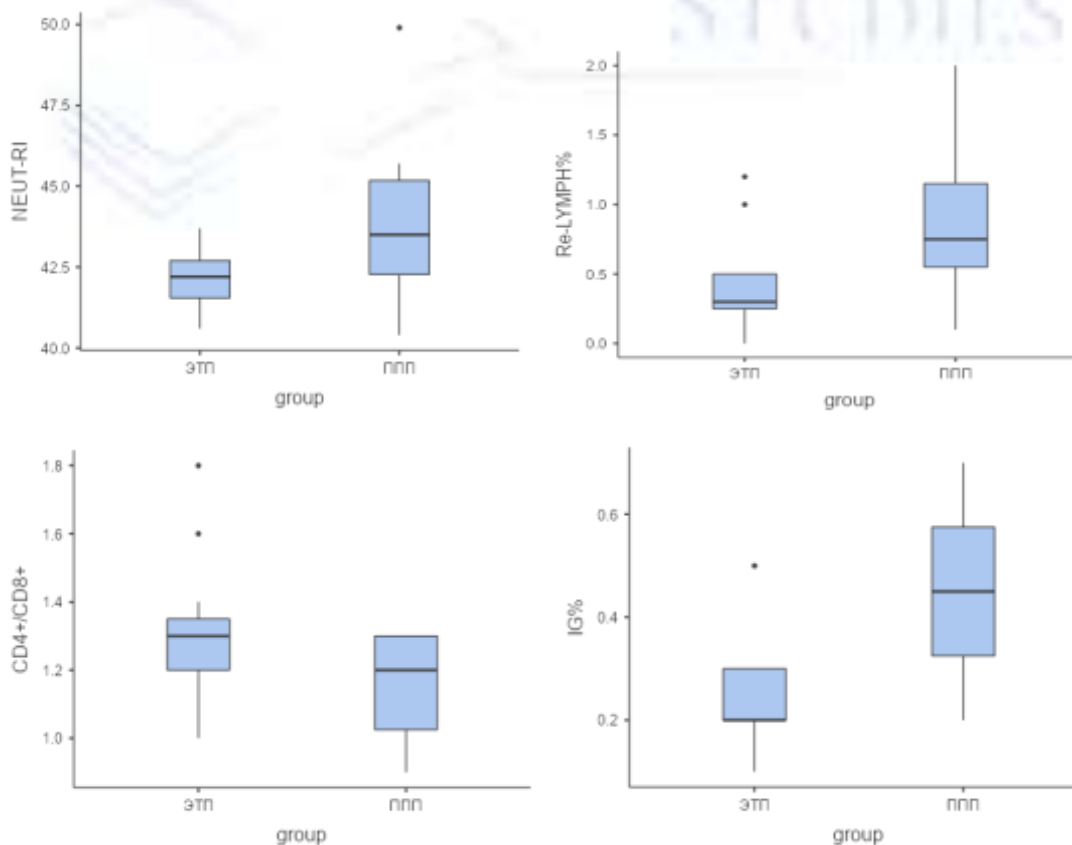 STUDIES
NEUT-RI
50.0
47.5
45.0
42.5
40.0
ЭТП
ППП
group
Re-LYMPH%
2.0
1.5
1.0
0.5
0.0
ЭТП
ППП
group
CD4+/CD8+
1.8
1.6
1.4
1.2
1.0
ЭТП
ППП
group
IG%
0.6
0.4
0.2
ЭТП
ППП
group